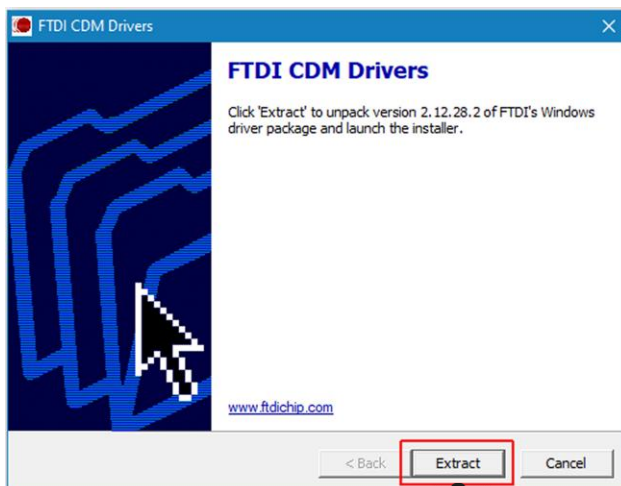 FTDI CDM Drivers
FTDI CDM Drivers
Click 'Extract' to unpack version 2.12.28.2 of FTDI's Windows
driver package and launch the installer.
www.ftdichip.com
< Back Extract Cancel